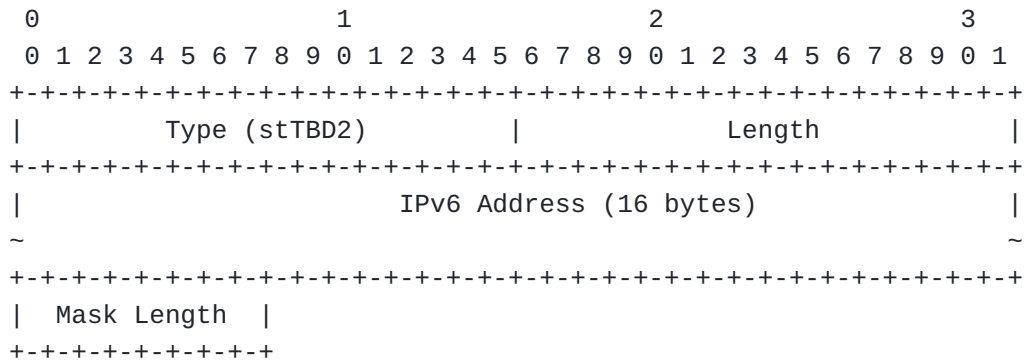 0                   1                   2                   3
 0 1 2 3 4 5 6 7 8 9 0 1 2 3 4 5 6 7 8 9 0 1 2 3 4 5 6 7 8 9 0 1
+-+-+-+-+-+-+-+-+-+-+-+-+-+-+-+-+-+-+-+-+-+-+-+-+-+-+-+-+-+-+-+-+
|         Type (stTBD2)         |             Length            |
+-+-+-+-+-+-+-+-+-+-+-+-+-+-+-+-+-+-+-+-+-+-+-+-+-+-+-+-+-+-+-+-+
|                        IPv6 Address (16 bytes)                |
~                                                               ~
+-+-+-+-+-+-+-+-+-+-+-+-+-+-+-+-+-+-+-+-+-+-+-+-+-+-+-+-+-+-+-+-+
|  Mask Length  |
+-+-+-+-+-+-+-+-+